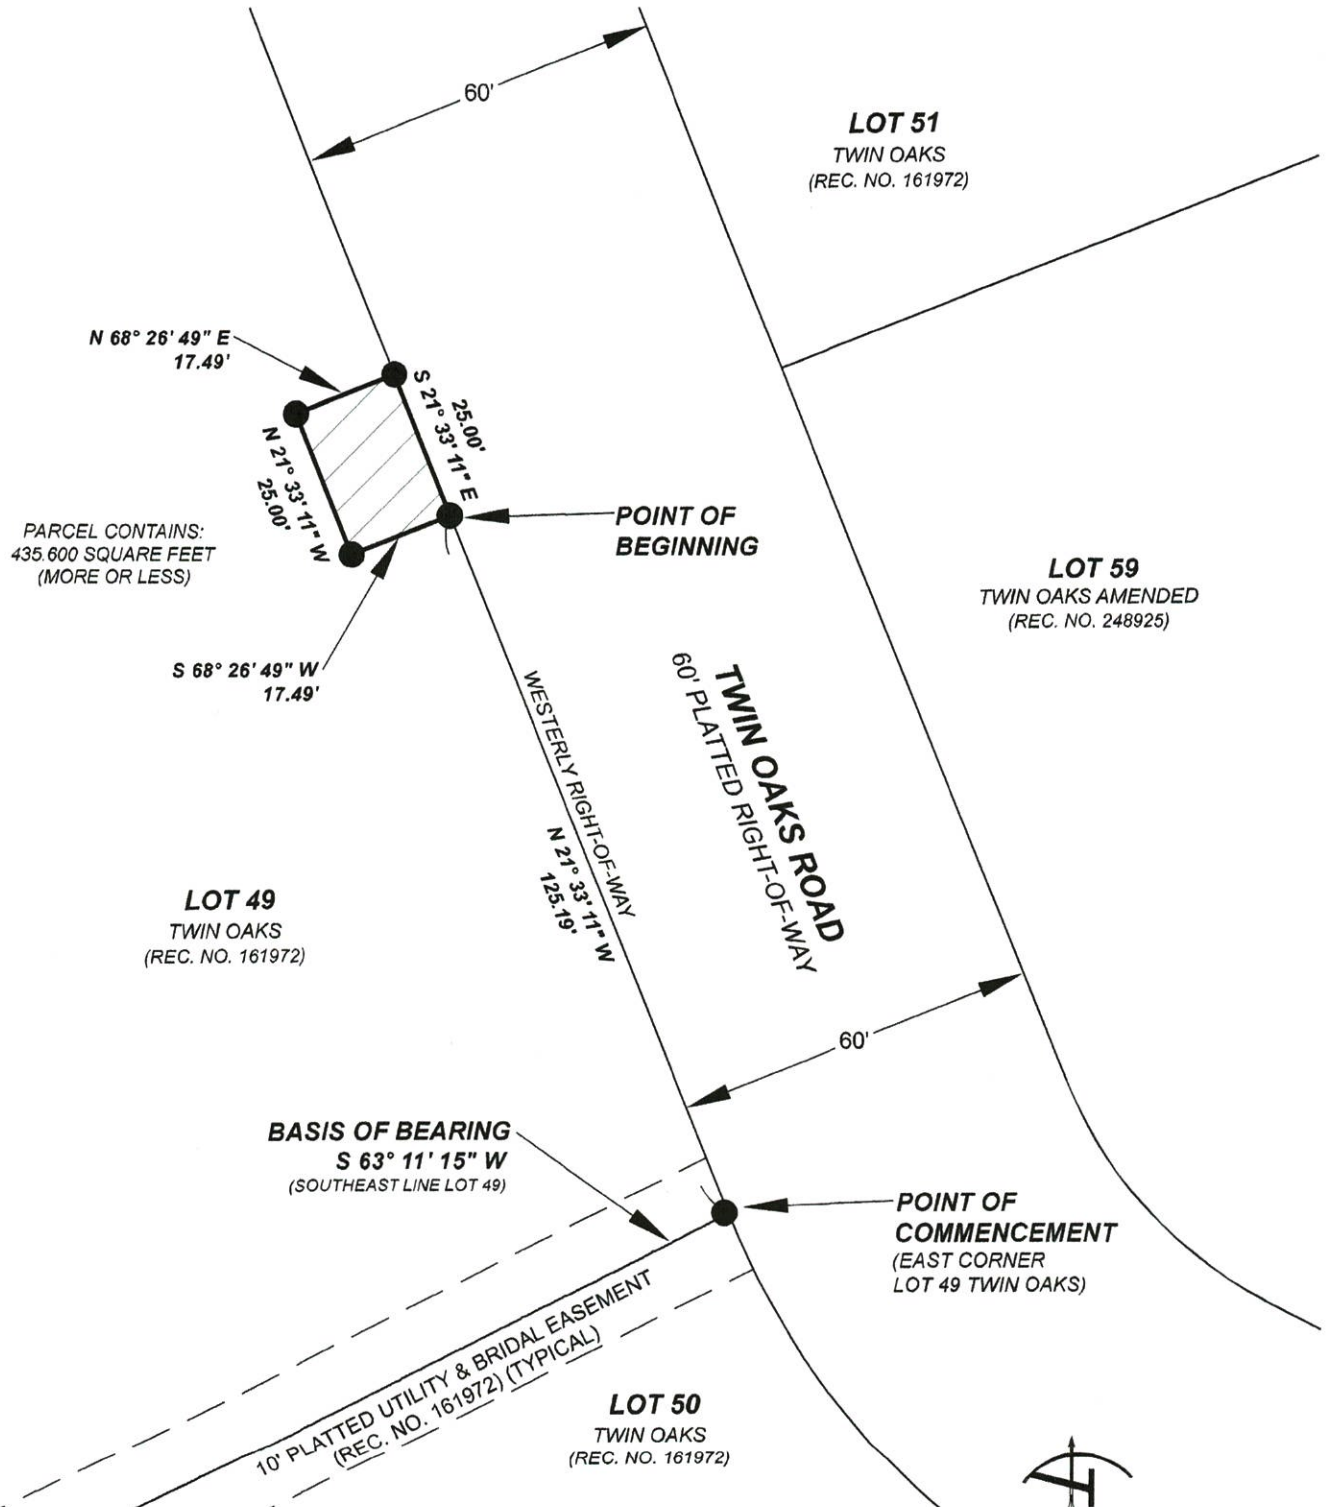 60'
LOT 51
TWIN OAKS
(REC. NO. 161972)
N 68° 26' 49" E
17.49'
25.00'
S 21° 33' 11" E
N 21° 33' 11" W
25.00'
POINT OF
BEGINNING
PARCEL CONTAINS:
435.600 SQUARE FEET
(MORE OR LESS)
LOT 59
TWIN OAKS AMENDED
(REC. NO. 248925)
S 68° 26' 49" W
17.49'
TWIN OAKS ROAD
60' PLATTED RIGHT-OF-WAY
WESTERLY RIGHT-OF-WAY
N 21° 33' 11" W
125.19'
LOT 49
TWIN OAKS
(REC. NO. 161972)
60'
BASIS OF BEARING
S 63° 11' 15" W
(SOUTHEAST LINE LOT 49)
POINT OF
COMMENCEMENT
(EAST CORNER
LOT 49 TWIN OAKS)
10' PLATTED UTILITY & BRIDAL EASEMENT
(REC. NO. 161972) (TYPICAL)
LOT 50
TWIN OAKS
(REC. NO. 161972)